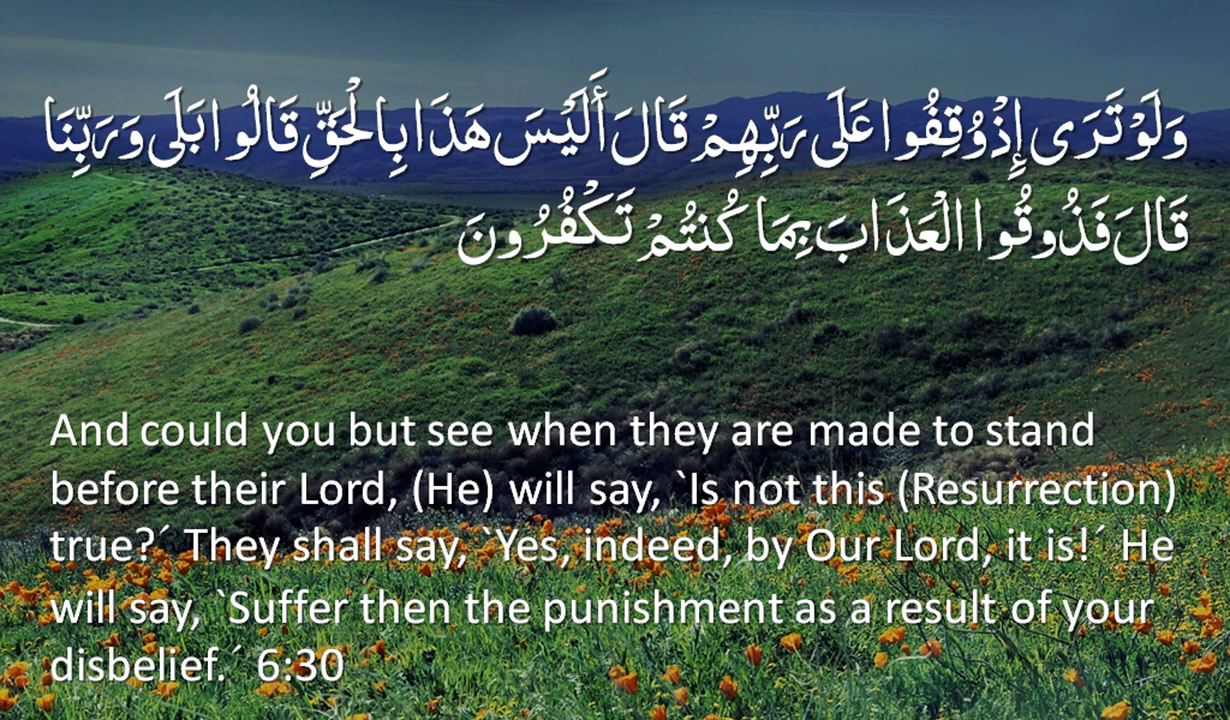 وَلَوْ تَرَى إِذْ وُقِفُوا عَلَى رَبِّهِمْ قَالَ أَلَيْسَ هَذَا بِالْحَقِّ قَالُوا بَلَى وَرَبِّنَا
قَالَ فَذُوقُوا الْعَذَابَ بِمَا كُنتُمْ تَكْفُرُونَ
And could you but see when they are made to stand
before their Lord, (He) will say, `Is not this (Resurrection)
true?´ They shall say, `Yes, indeed, by Our Lord, it is!´ He
will say, `Suffer then the punishment as a result of your
disbelief.´ 6:30